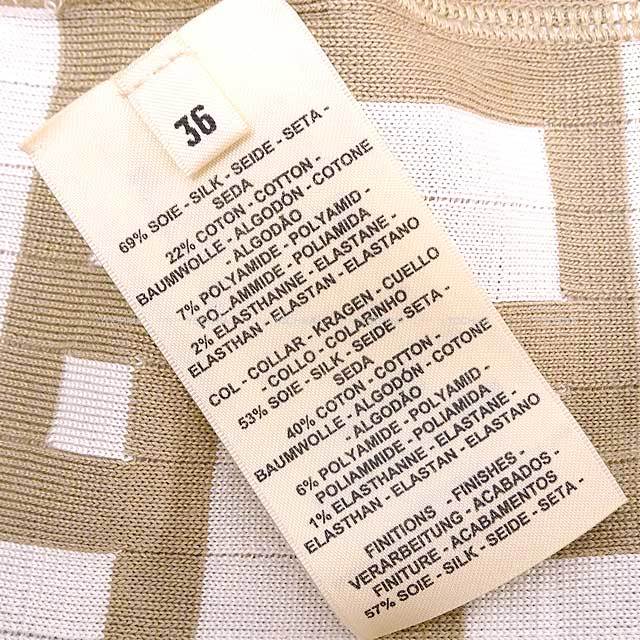 36
69% SOIE - SILK - SEIDE - SETA -
SEDA
22% COTON - COTTON -
BAUMWOLLE - ALGODÓN - COTONE
- ALGODÃO
7% POLYAMIDE - POLYAMID -
PO_AMMIDE - POLIAMIDA
2% ELASTHANNE - ELASTANE -
ELASTHAN - ELASTAN - ELASTANO
COL - COLLAR - KRAGEN - CUELLO
- COLLO - COLARINHO
53% SOIE - SILK - SEIDE - SETA -
SEDA
40% COTON - COTTON -
BAUMWOLLE - ALGODÓN - COTONE
- ALGODÃO
6% POLYAMIDE - POLYAMID -
POLIAMMIDE - POLIAMIDA
1% ELASTHANNE - ELASTANE -
ELASTHAN - ELASTAN - ELASTANO
FINITIONS - FINISHES -
VERARBEITUNG - ACABADOS -
FINITURE - ACABAMENTOS
57% SOIE - SILK - SEIDE - SETA -